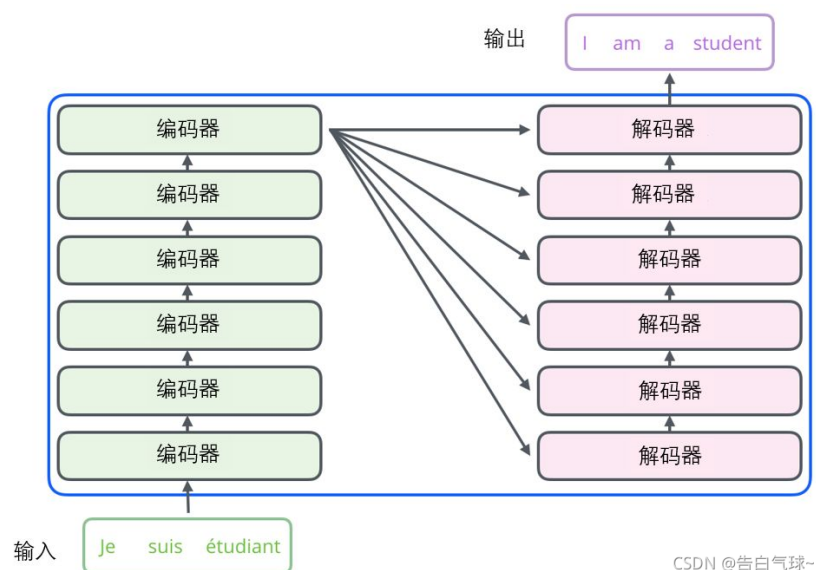 输出
I am a student
编码器
解码器
编码器
解码器
编码器
解码器
编码器
解码器
编码器
解码器
编码器
解码器
输入
Je suis étudiant
CSDN @告白气球~